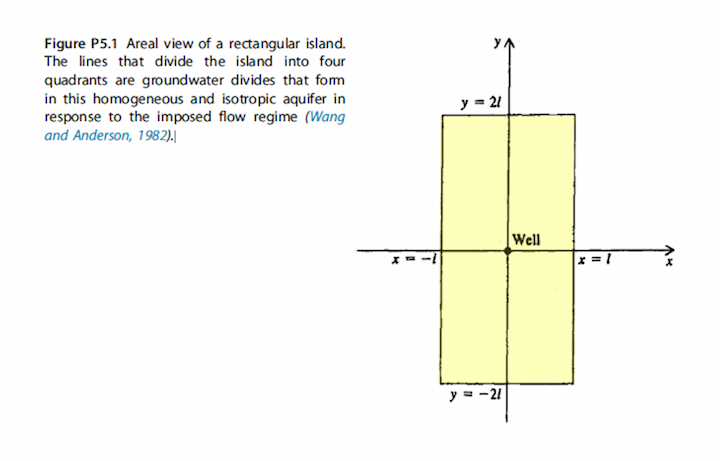 Figure P5.1 Areal view of a rectangular island.
The lines that divide the island into four
quadrants are groundwater divides that form
in this homogeneous and isotropic aquifer in
response to the imposed flow regime (Wang
and Anderson, 1982).
y
y = 2l
Well
x = -l
x = l
x
y = -2l